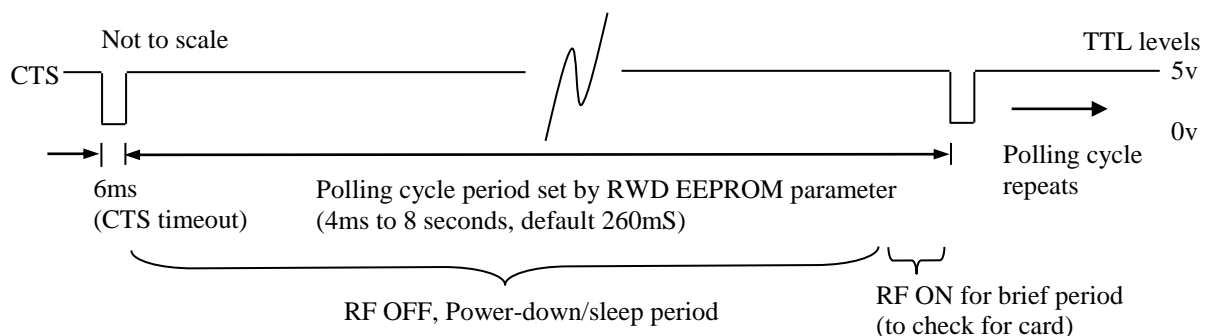 Not to scale
TTL levels
CTS
5v
0v
6ms
(CTS timeout)
Polling cycle period set by RWD EEPROM parameter
(4ms to 8 seconds, default 260mS)
Polling cycle
repeats
RF OFF, Power-down/sleep period
RF ON for brief period
(to check for card)